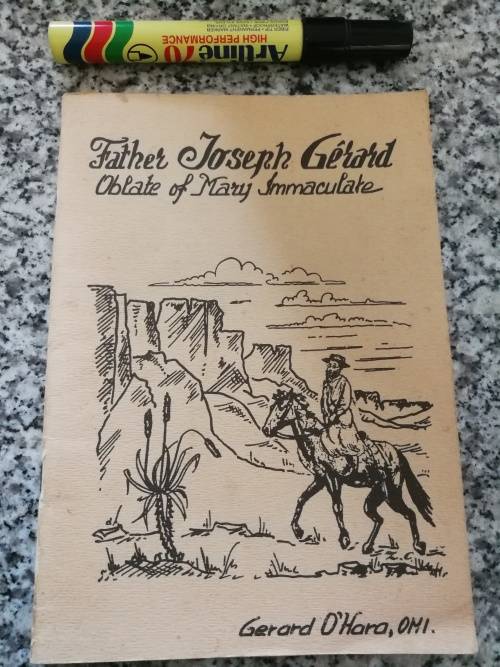 Artline 70
HIGH PERFORMANCE
Father Joseph Gérard
Oblate of Mary Immaculate
Gerard O'Hara, OMI.